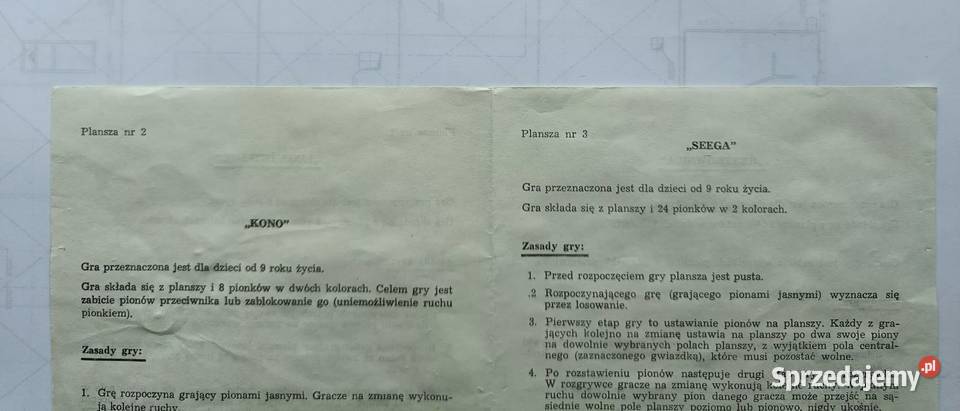 Plansza nr 2
„KONO"
Gra przeznaczona jest dla dzieci od 9 roku życia.
Gra składa się z planszy i 8 pionków w dwóch kolorach. Celem gry jest
zabicie pionów przeciwnika lub zablokowanie go (uniemożliwienie ruchu
pionkiem).
Zasady gry:
1. Grę rozpoczyna grający pionami jasnymi. Gracze na zmianę wykonu-
ją kolejne ruchy.
Plansza nr 3
„SEEGA"
Gra przeznaczona jest dla dzieci od 9 roku życia.
Gra składa się z planszy i 24 pionków w 2 kolorach.
Zasady gry:
1. Przed rozpoczęciem gry plansza jest pusta.
.2 Rozpoczynającego grę (grającego pionami jasnymi) wyznacza się
przez losowanie.
3. Pierwszy etap gry to ustawianie pionów na planszy. Każdy z gra-
jących kolejno na zmianę ustawia na planszy po dwa swoje piony
na dowolnie wybranych polach planszy, z wyjątkiem pola central-
nego (zaznaczonego gwiazdką), które musi pozostać wolne.
4. Po rozstawieniu pionów następuje drugi
W rozgrywce gracze na zmianę wykonują
ruchu dowolnie wybrany pion danego gracza może przejść na są-
siednie wolne pole planszy poziomo lub pionowo, nigdy ukośnie.
Sprzedajemy.pl